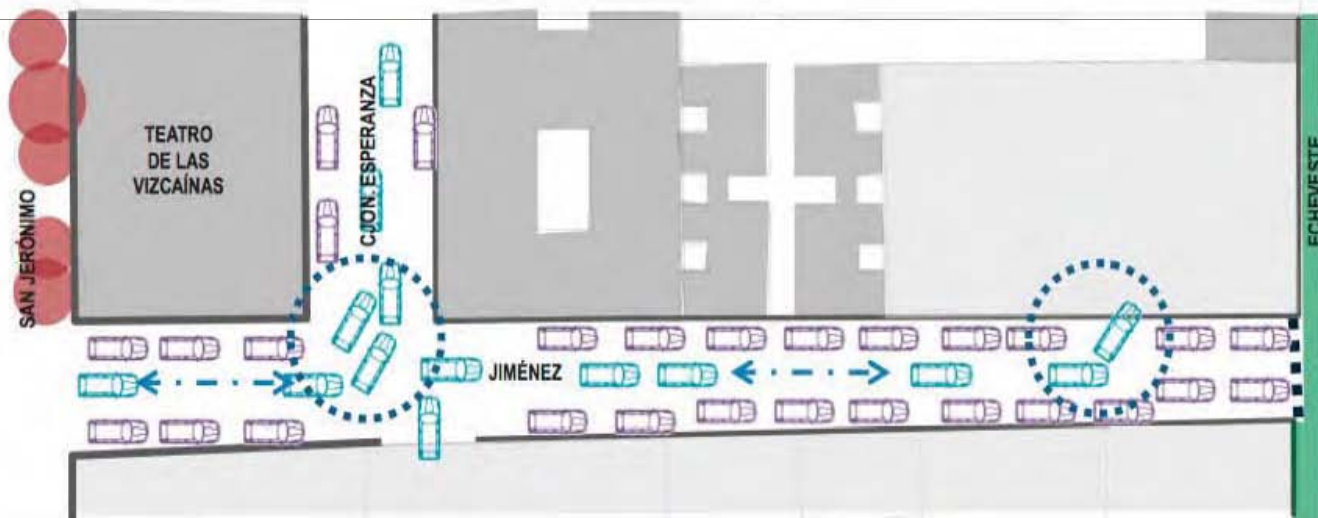 TEATRO
DE LAS
VIZCAÍNAS
SAN JERÓNIMO
CJON. ESPERANZA
JIMÉNEZ
ECHEVESTE